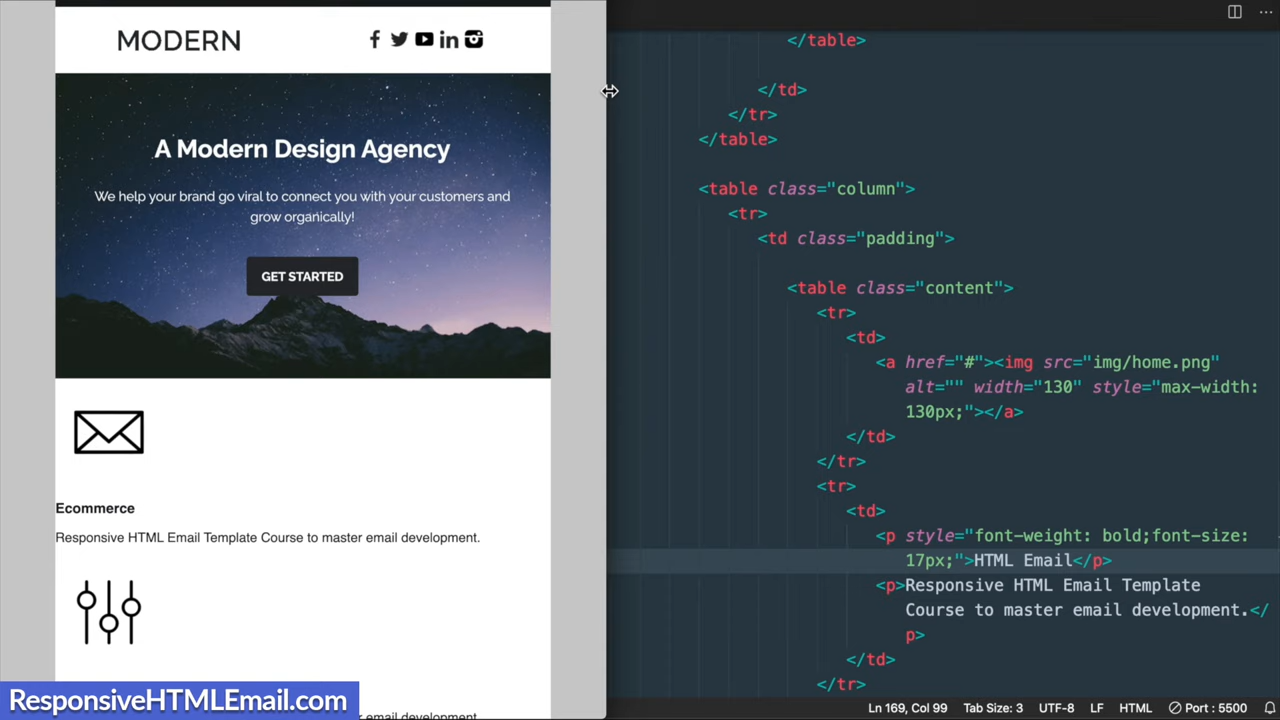 MODERN
A Modern Design Agency
We help your brand go viral to connect you with your customers and
grow organically!
GET STARTED
Ecommerce
Responsive HTML Email Template Course to master email development.
email development.
ResponsiveHTMLEmail.com
</table>
</td>
</tr>
</table>
<table class="column">
<tr>
<td class="padding">
<table class="content">
<tr>
<td>
<a href="#"><img src="img/home.png"
alt="" width="130" style="max-width:
130px;"></a>
</td>
</tr>
<tr>
<td>
<p style="font-weight: bold;font-size:
17px;">HTML Email</p>
<p>Responsive HTML Email Template
Course to master email development.</
p>
</td>
</tr>
Ln 169, Col 99 Tab Size: 3 UTF-8 LF HTML Port : 5500